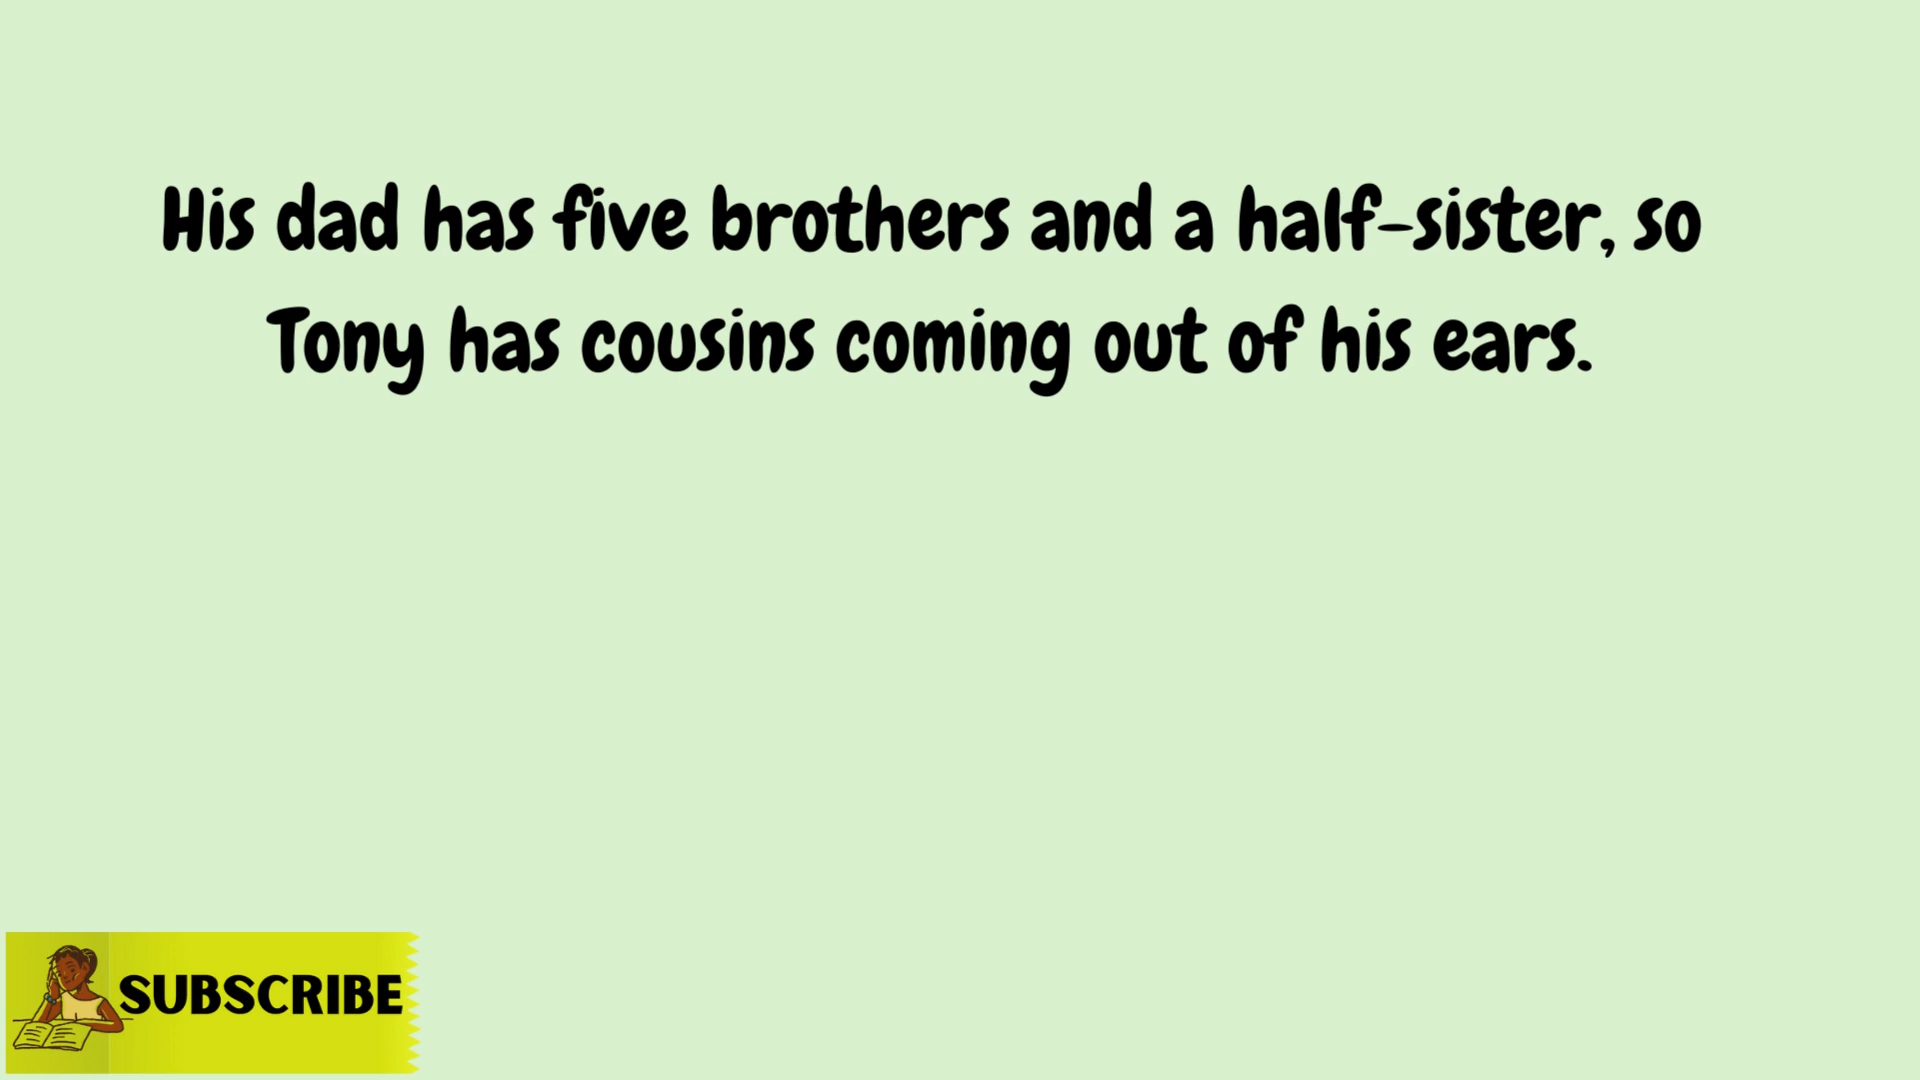 His dad has five brothers and a half-sister, so
Tony has cousins coming out of his ears.
SUBSCRIBE